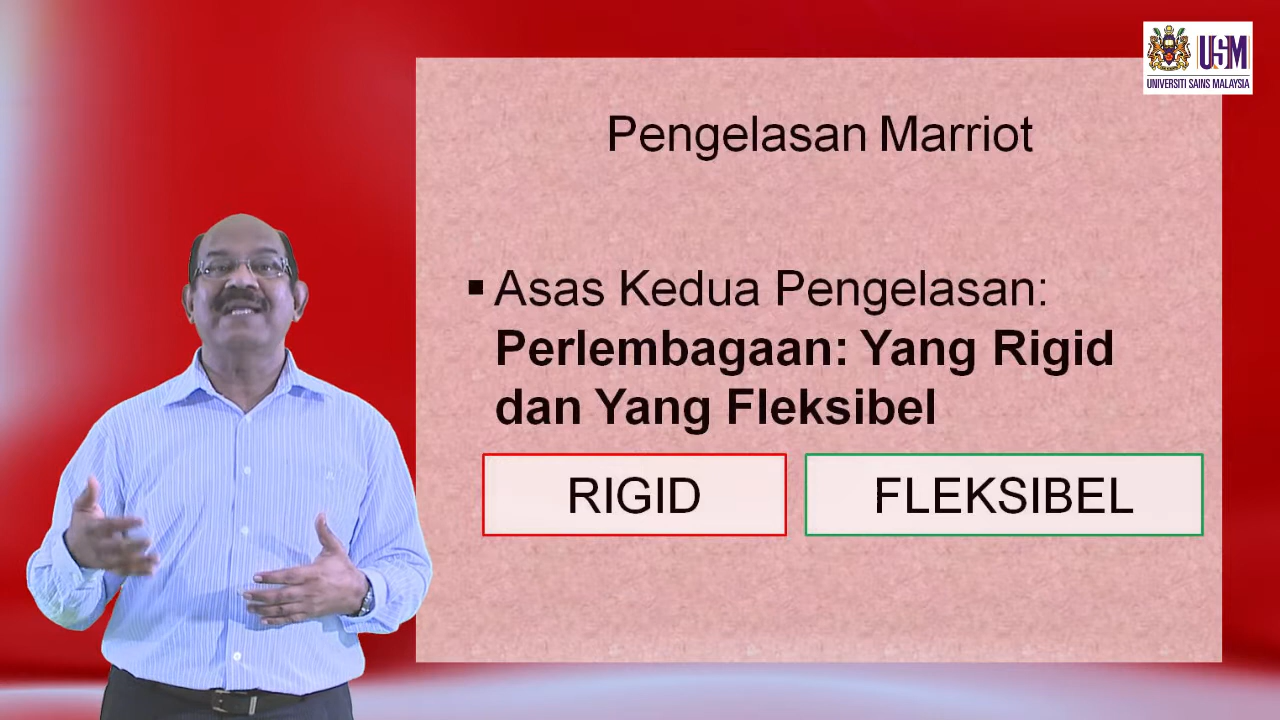 USM
UNIVERSITI SAINS MALAYSIA
Pengelasan Marriot
▪ Asas Kedua Pengelasan:
Perlembagaan: Yang Rigid
dan Yang Fleksibel
RIGID
FLEKSIBEL